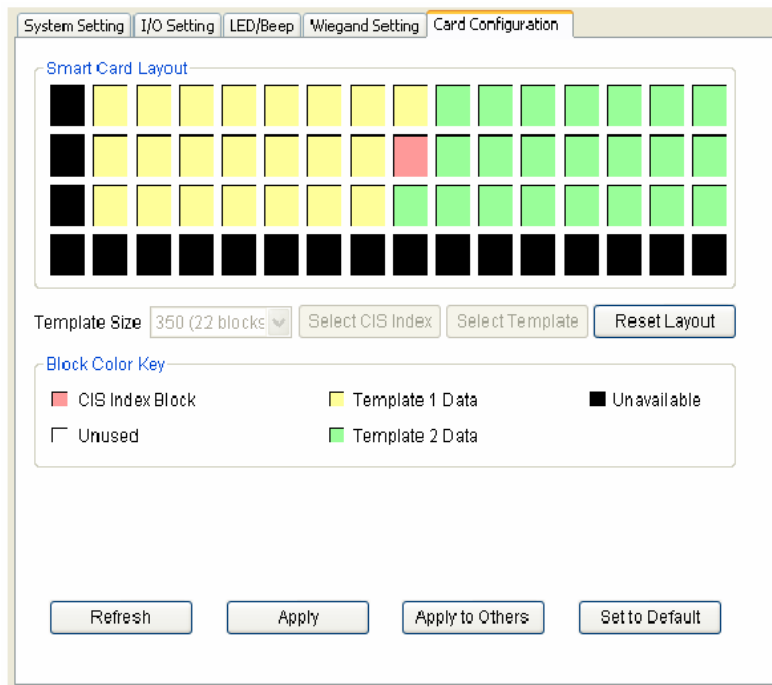 System Setting I/O Setting LED/Beep Wiegand Setting Card Configuration
Smart Card Layout
Template Size 350 (22 blocks Select CIS Index Select Template Reset Layout
Block Color Key
CIS Index Block Template 1 Data Unavailable
Unused Template 2 Data
Refresh Apply Apply to Others Set to Default